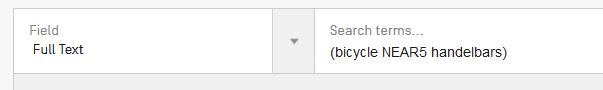 Field
Full Text
Search terms...
(bicycle NEAR5 handelbars)